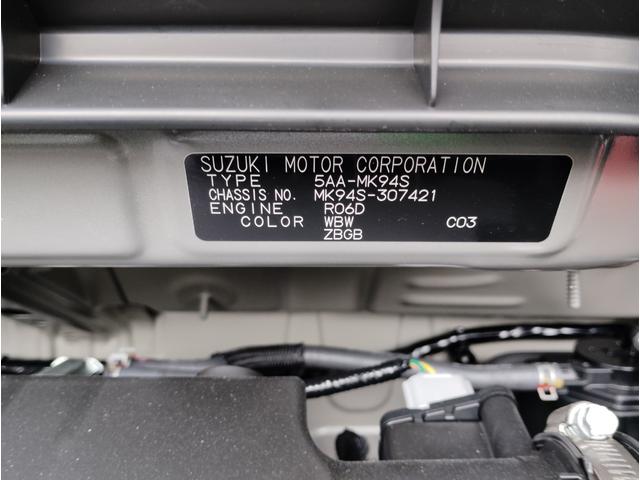 SUZUKI MOTOR CORPORATION
TYPE 5AA-MK94S
CHASSIS NO. MK94S-307421
ENGINE R06D
COLOR WBW C03
ZBGB